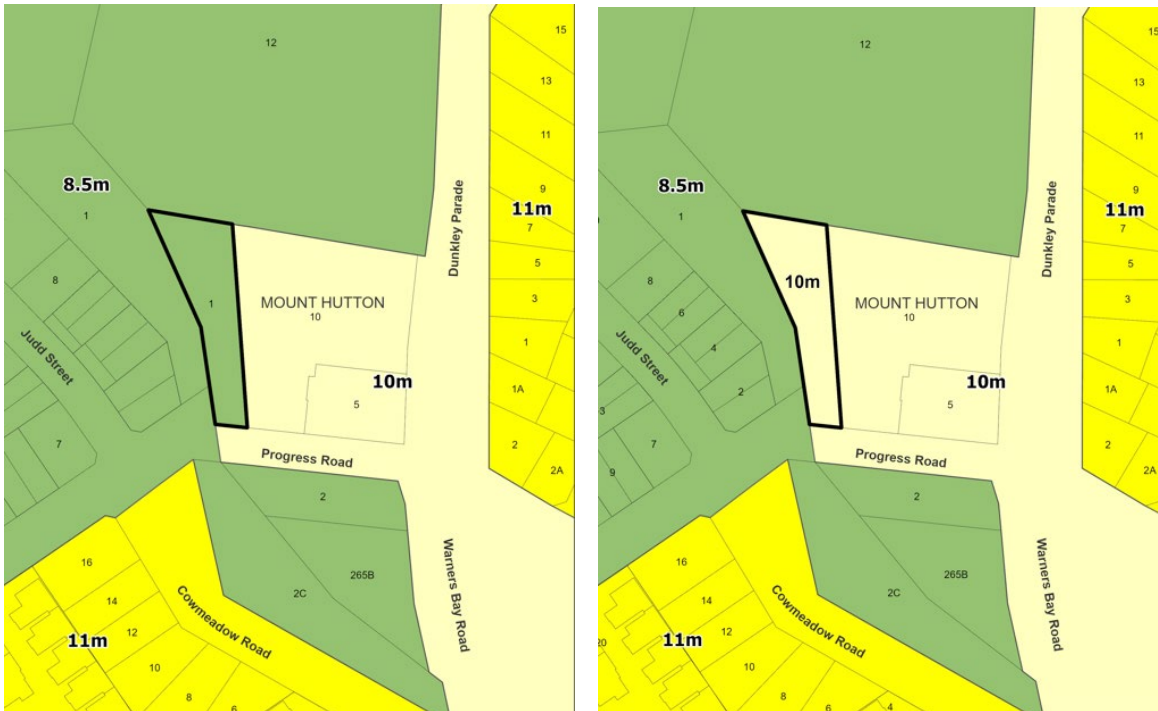 12
15
13
11
9
7
5
3
1
1A
2
2A
11m
Dunkley Parade
8.5m
1
8
1
MOUNT HUTTON
10
10m
5
Judd Street
7
Progress Road
2
265B
2C
Warners Bay Road
16
14
12
10
8
6
11m
Cowmeadow Road
12
15
13
11
9
7
5
3
1
1A
2
2A
11m
Dunkley Parade
8.5m
1
8
6
4
2
10m
MOUNT HUTTON
10
10m
5
Judd Street
3
7
9
Progress Road
2
265B
2C
Warners Bay Road
16
14
12
10
8
6
4
20
11m
Cowmeadow Road